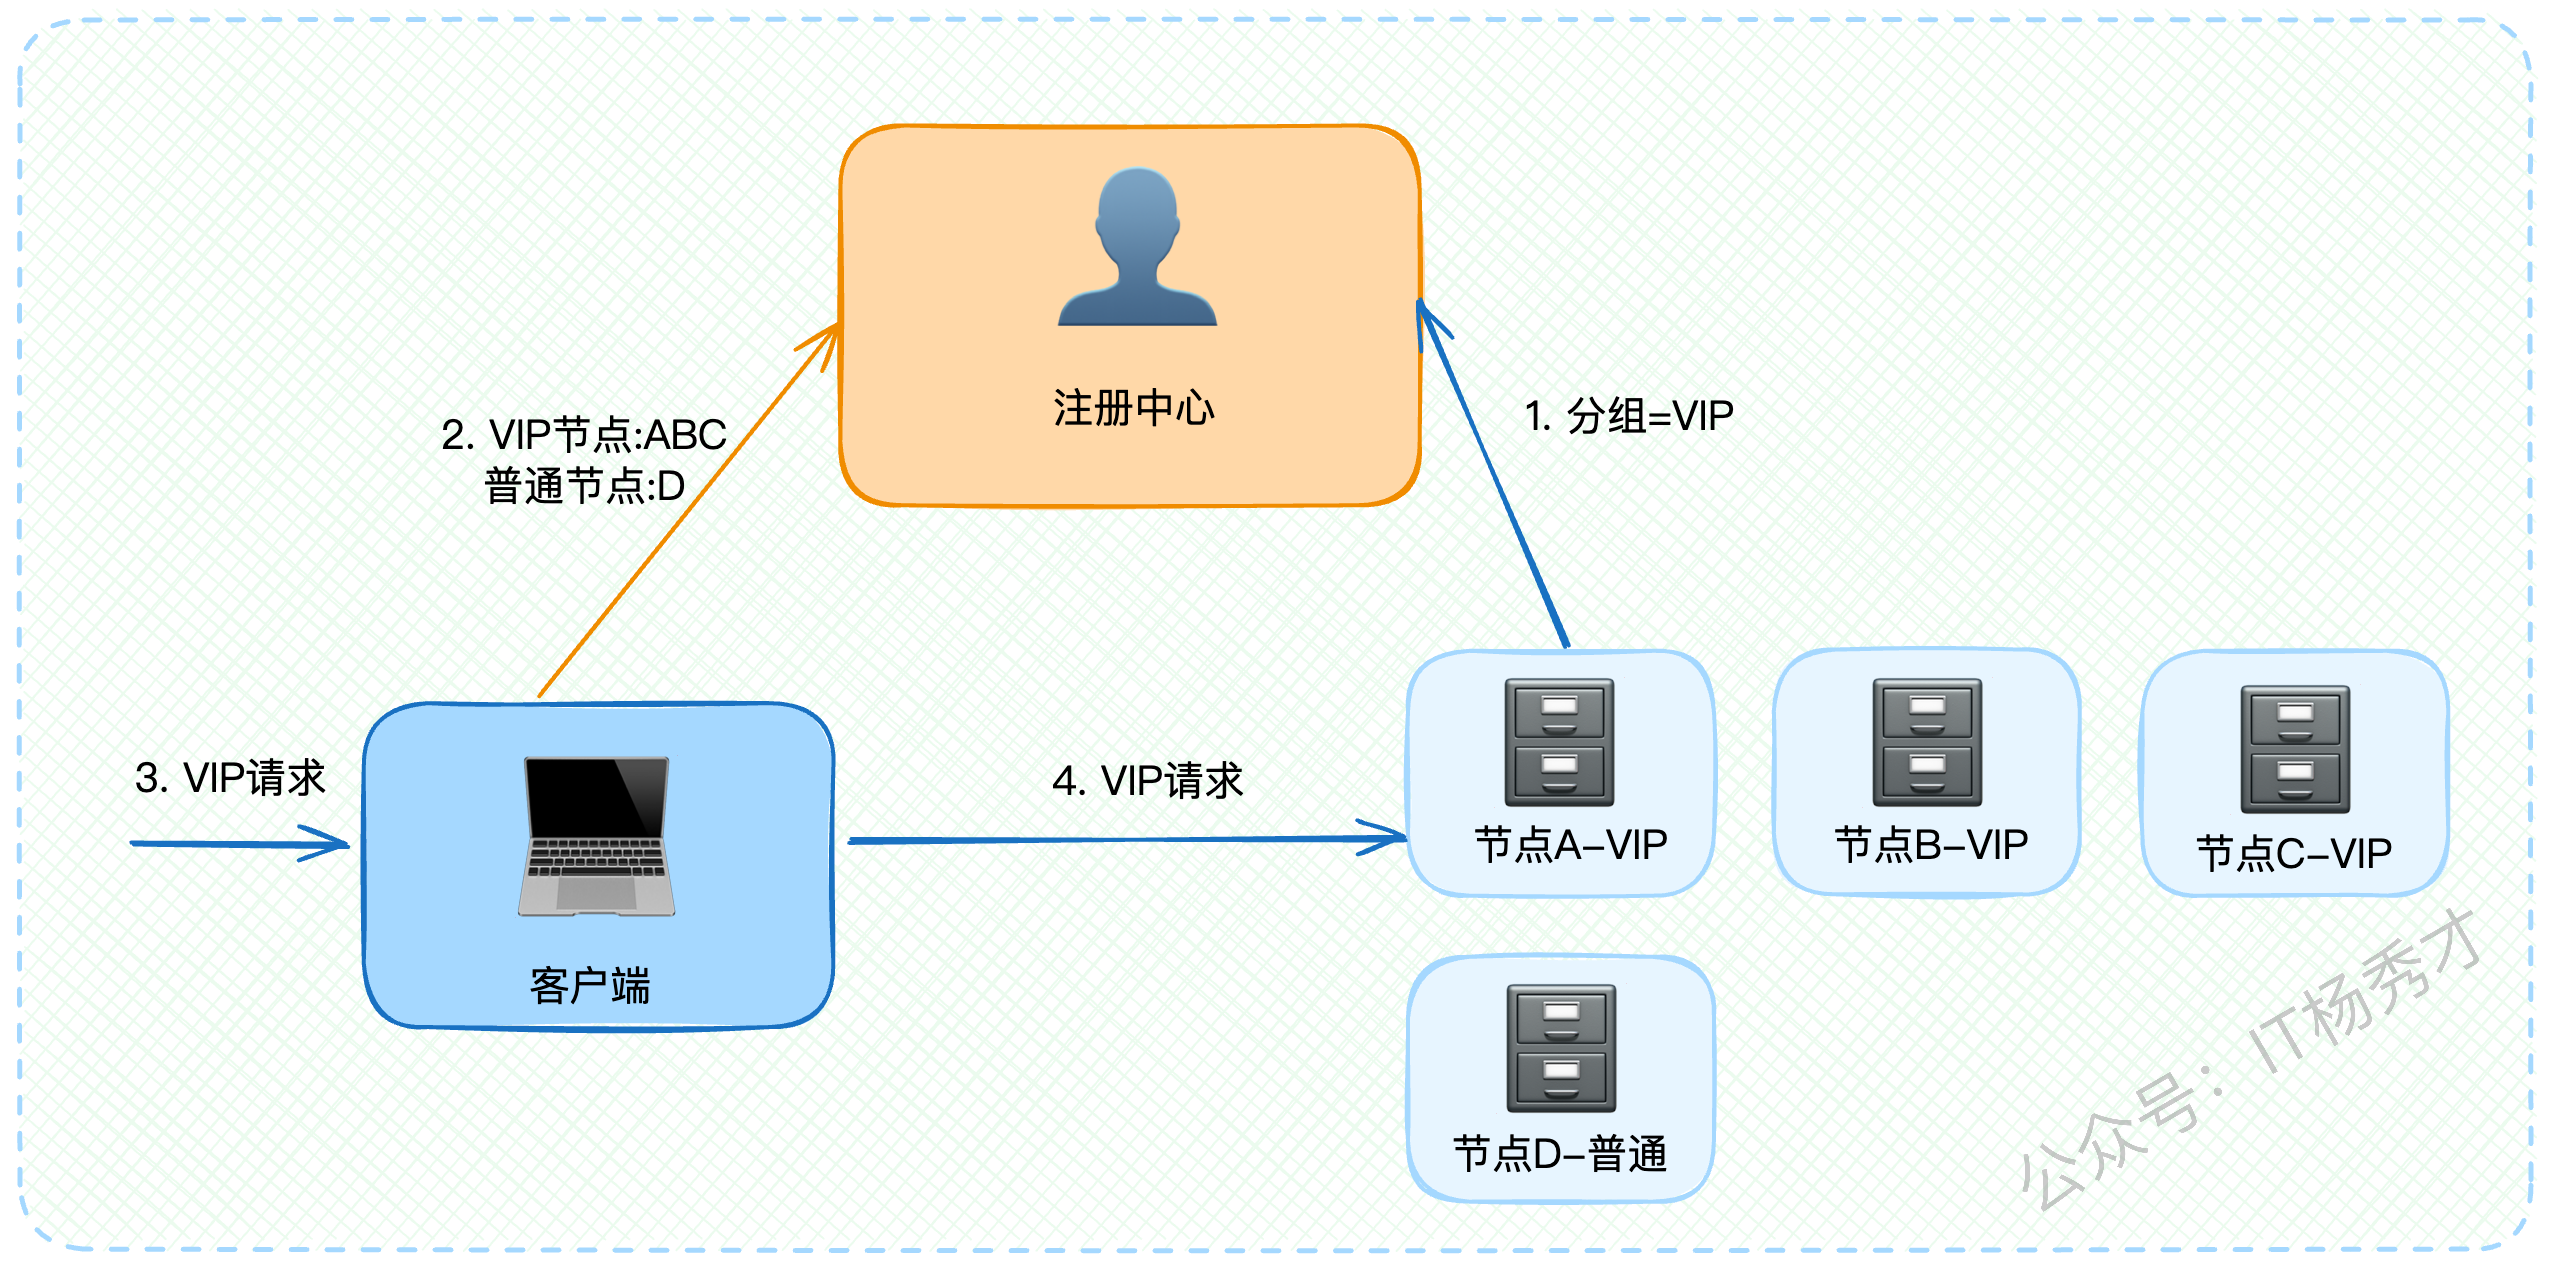 注册中心
1. 分组=VIP
2. VIP节点:ABC
普通节点:D
3. VIP请求
4. VIP请求
客户端
节点A-VIP
节点B-VIP
节点C-VIP
节点D-普通
公众号：IT杨秀才